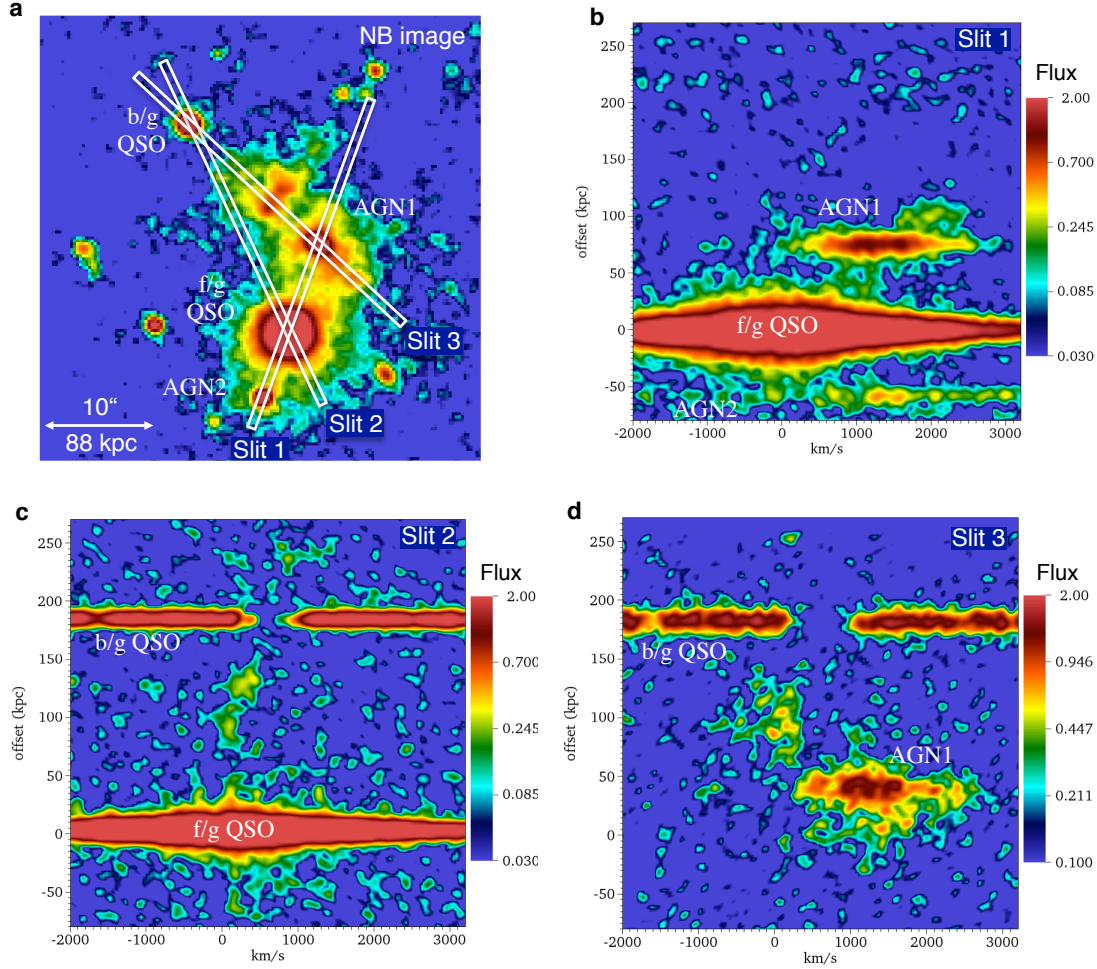 a
NB image
b/g
QSO
AGN1
f/g
QSO
Slit 3
AGN2
10“
88 kpc
Slit 2
Slit 1
b
Slit 1
Flux
offset (kpc)
250
200
150
100
50
0
-50
AGN1
f/g QSO
AGN2
-2000 -1000 0 1000 2000 3000
km/s
2.00
0.700
0.245
0.085
0.030
c
Slit 2
Flux
offset (kpc)
250
200
150
100
50
0
-50
b/g QSO
f/g QSO
-2000 -1000 0 1000 2000 3000
km/s
2.00
0.700
0.245
0.085
0.030
d
Slit 3
Flux
offset (kpc)
250
200
150
100
50
0
-50
b/g QSO
AGN1
-2000 -1000 0 1000 2000 3000
km/s
2.00
0.946
0.447
0.211
0.100